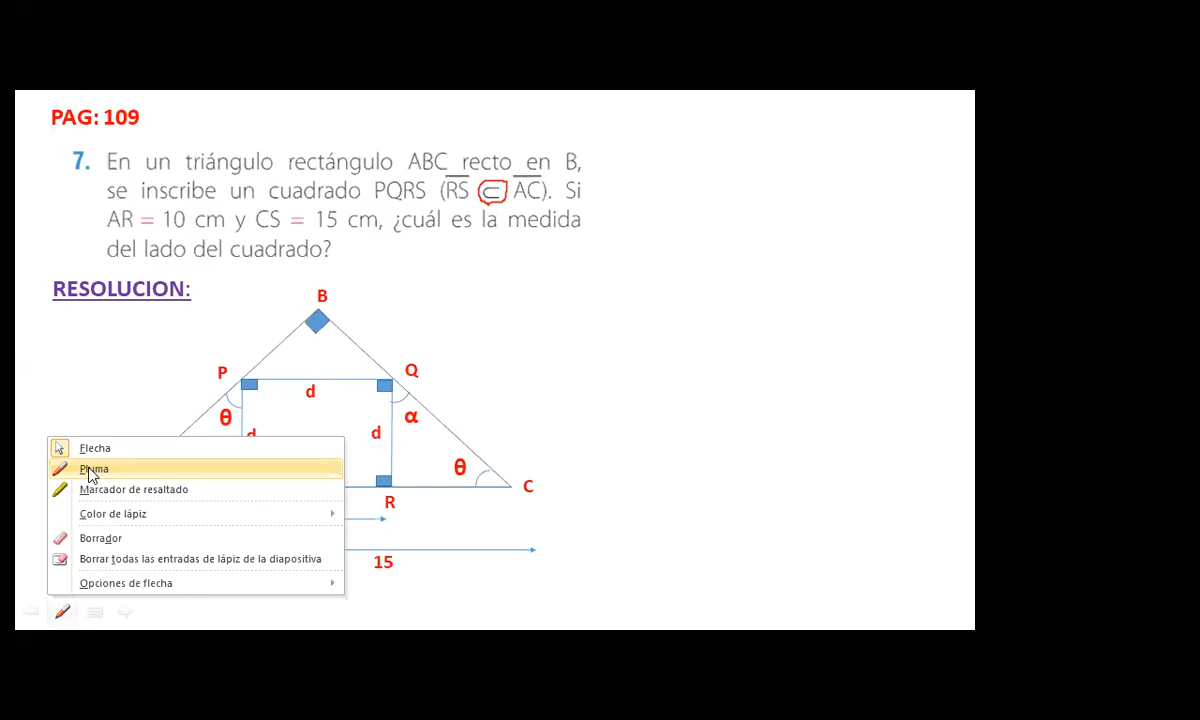 PAG: 109
7. En un triángulo rectángulo ABC recto en B,
se inscribe un cuadrado PQRS (RS ⊂ AC). Si
AR = 10 cm y CS = 15 cm, ¿cuál es la medida
del lado del cuadrado?
RESOLUCION:
B
P
Q
d
θ
α
d
d
θ
C
R
15
Flecha
Pluma
Marcador de resaltado
Color de lápiz
Borrador
Borrar todas las entradas de lápiz de la diapositiva
Opciones de flecha